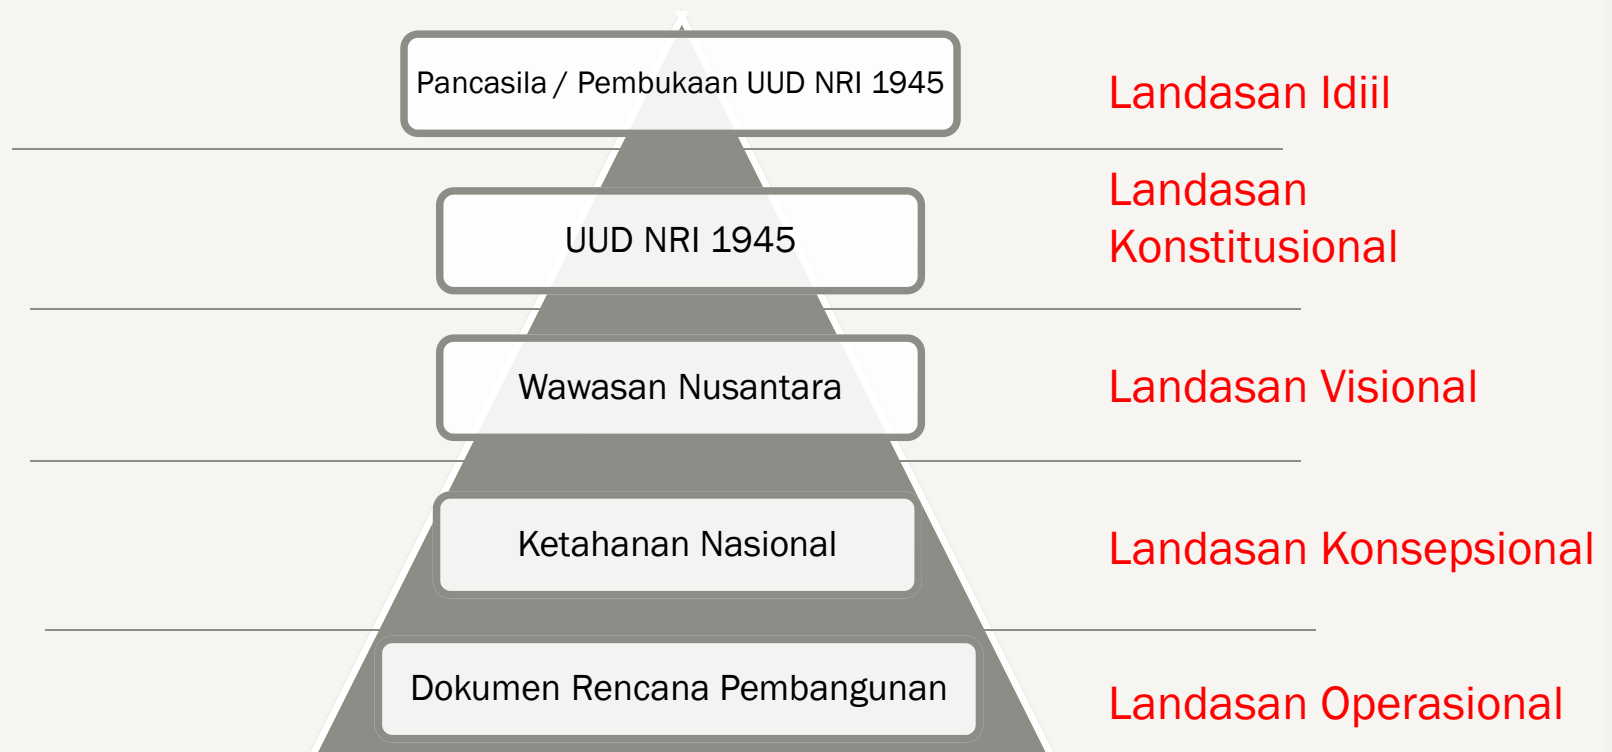 Pancasila / Pembukaan UUD NRI 1945
Landasan Idiil
UUD NRI 1945
Landasan
Konstitusional
Wawasan Nusantara
Landasan Visional
Ketahanan Nasional
Landasan Konsepsional
Dokumen Rencana Pembangunan
Landasan Operasional